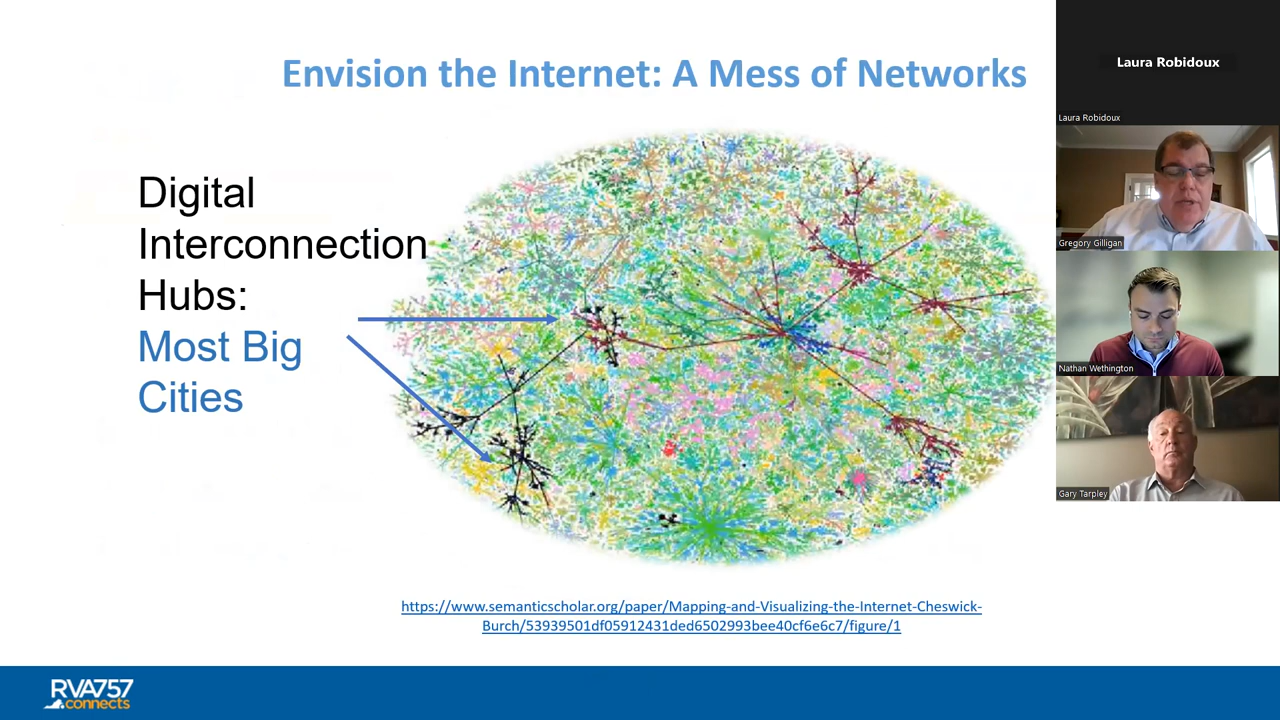 Envision the Internet: A Mess of Networks
Digital
Interconnection
Hubs:
Most Big
Cities
https://www.semanticscholar.org/paper/Mapping-and-Visualizing-the-Internet-Cheswick-
Burch/53939501df05912431ded6502993bee40cf6e6c7/figure/1
RVA757
connects
Laura Robidoux
Laura Robidoux
Gregory Gilligan
Nathan Wethington
Gary Tarpley